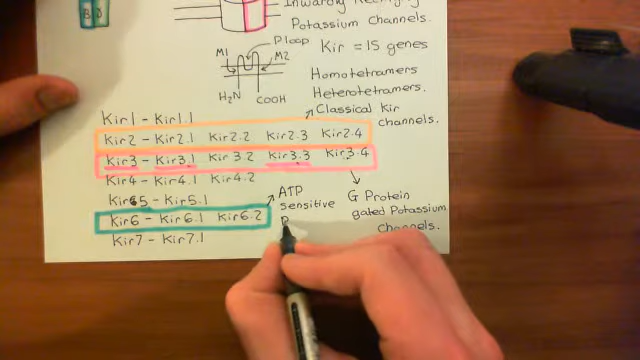 B J
Inwardly Rectifying
Potassium channels.
Kir = 15 genes
M1
P loop
M2
H₂N
COOH
Homotetramers
Heterotetramers.
Classical Kir
channels.
Kir1 - Kir1.1
Kir2 - Kir2.1 Kir2.2 Kir2.3 Kir2.4
Kir3 - Kir3.1 Kir3.2 Kir3.3 Kir3.4
Kir4 - Kir4.1 Kir4.2
Kir5 - Kir5.1
Kir6 - Kir6.1 Kir6.2
Kir7 - Kir7.1
ATP
sensitive
P
G Protein
gated Potassium
channels.